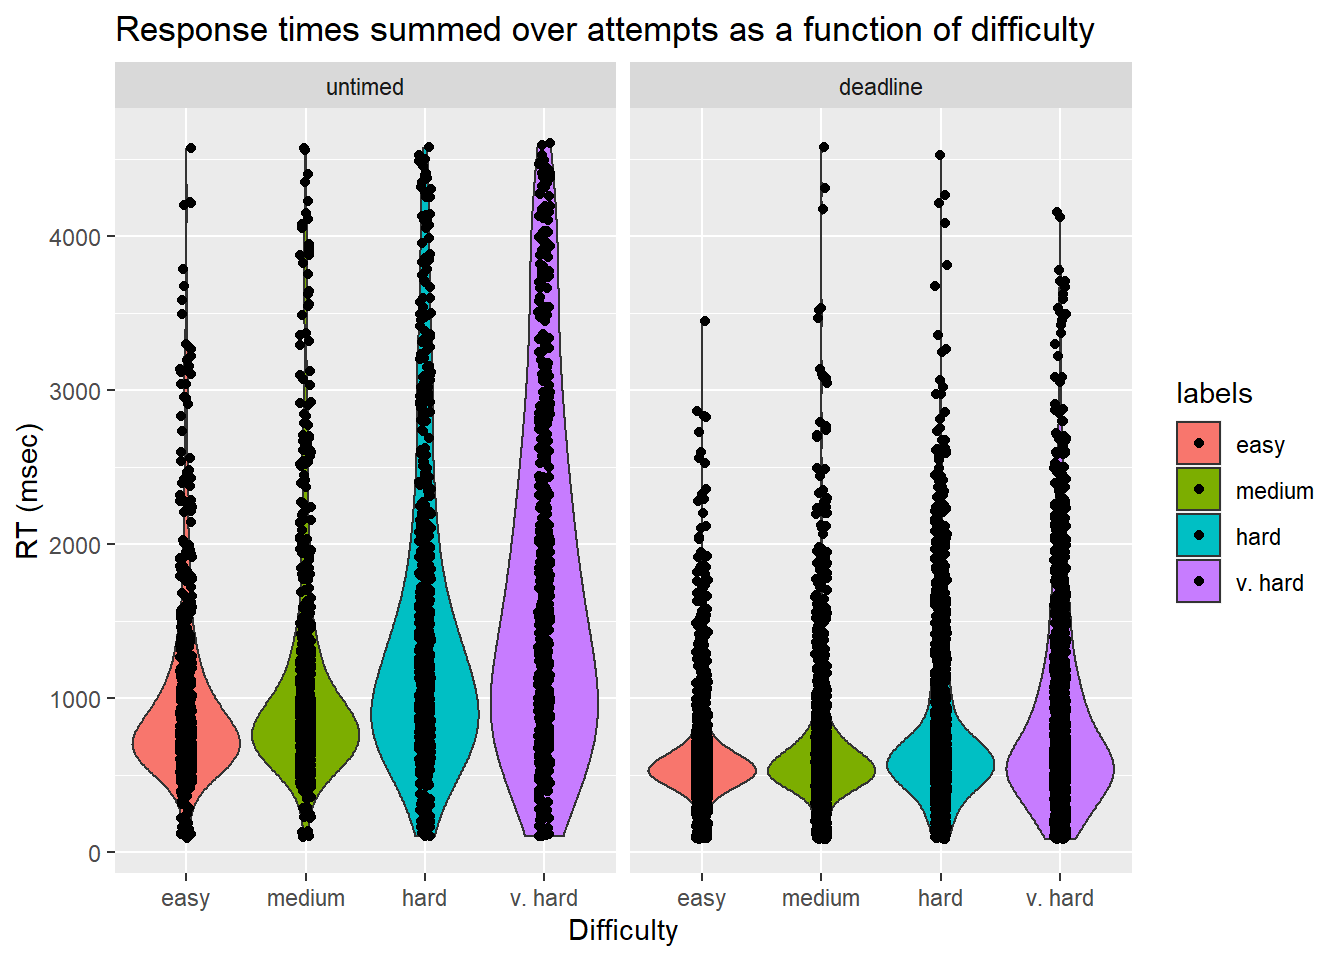 Response times summed over attempts as a function of difficulty
untimed
deadline
RT (msec)
4000
3000
2000
1000
0
easy
medium
hard
v. hard
easy
medium
hard
v. hard
Difficulty
labels
easy
medium
hard
v. hard